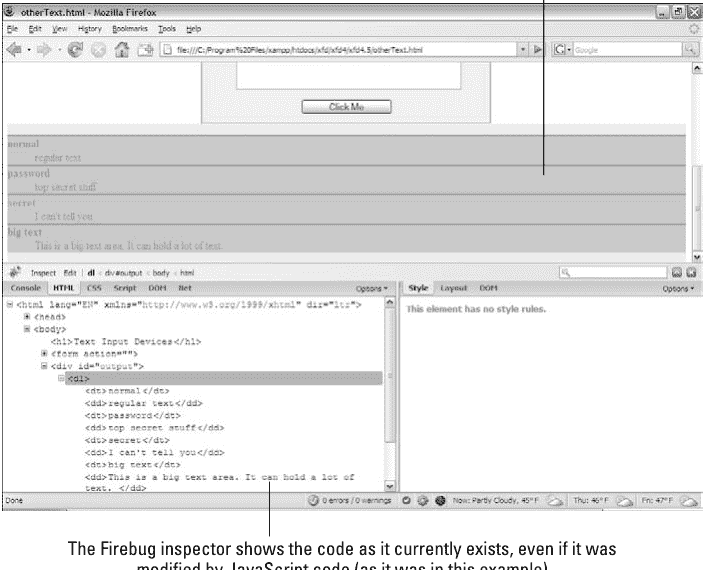 otherText.html - Mozilla Firefox
File Edit View History Bookmarks Tools Help
file:///C:/Program%20Files/xampp/htdocs/xfd/xfd4/xfd4.5/otherText.html
Google
Click Me
normal
regular text
password
top secret stuff
secret
I can't tell you
big text
This is a big text area. It can hold a lot of text.
Inspect Edit | dl < div#output < body < html
Console HTML CSS Script DOM Net Options
Style Layout DOM Options
<html lang="EN" xmlns="http://www.w3.org/1999/xhtml" dir="ltr">
<head>
<body>
<h1>Text Input Devices</h1>
<form action="">
<div id="output">
<dl>
<dt>normal</dt>
<dd>regular text</dd>
<dt>password</dt>
<dd>top secret stuff</dd>
<dt>secret</dt>
<dd>I can't tell you</dd>
<dt>big text</dt>
<dd>This is a big text area. It can hold a lot of
text. </dd>
This element has no style rules.
Done
0 errors / 0 warnings
Now: Partly Cloudy, 45°F
Thu: 46°F
Fri: 47°F
The Firebug inspector shows the code as it currently exists, even if it was
modified by JavaScript code (as it was in this example).